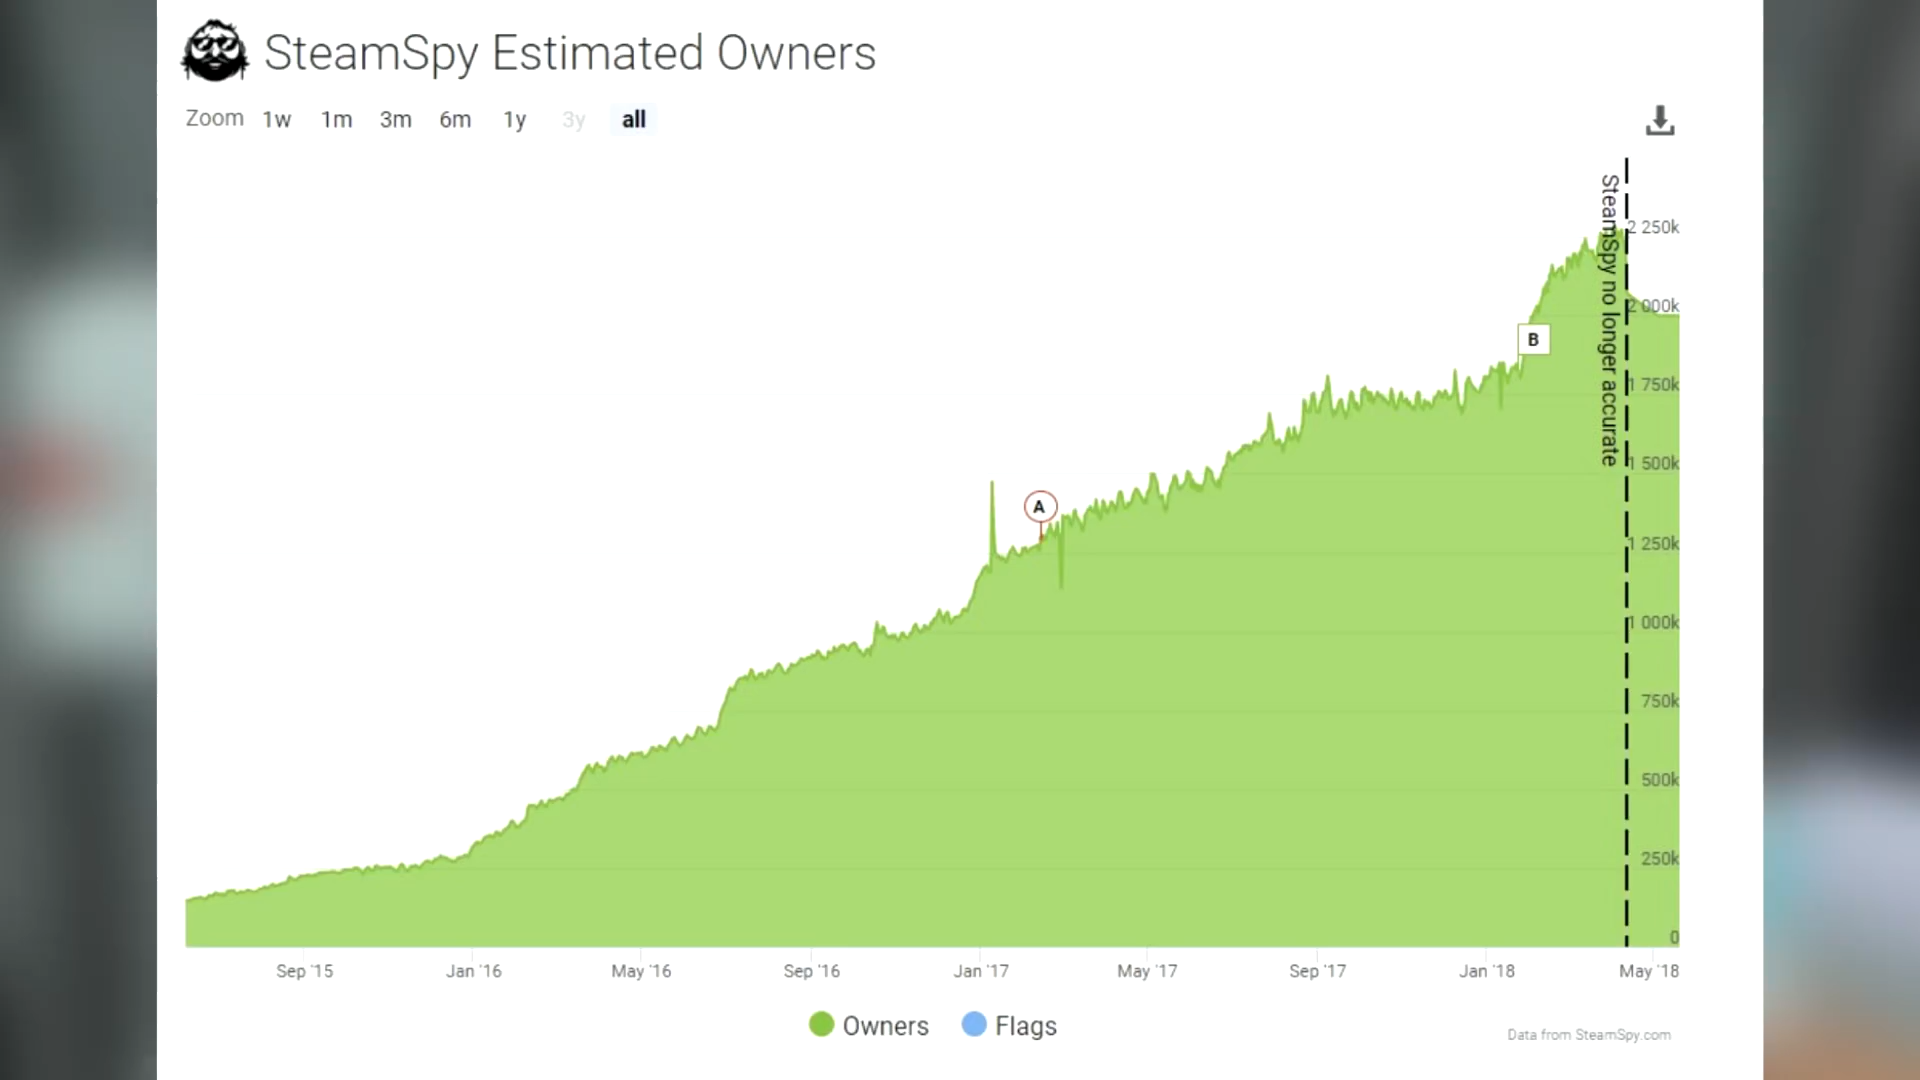 SteamSpy Estimated Owners
Zoom 1w 1m 3m 6m 1y 3y all
SteamSpy no longer accurate
2 250k
2 000k
1 750k
1 500k
1 250k
1 000k
750k
500k
250k
0
A
B
Sep '15 Jan '16 May '16 Sep '16 Jan '17 May '17 Sep '17 Jan '18 May '18
Owners Flags
Data from SteamSpy.com